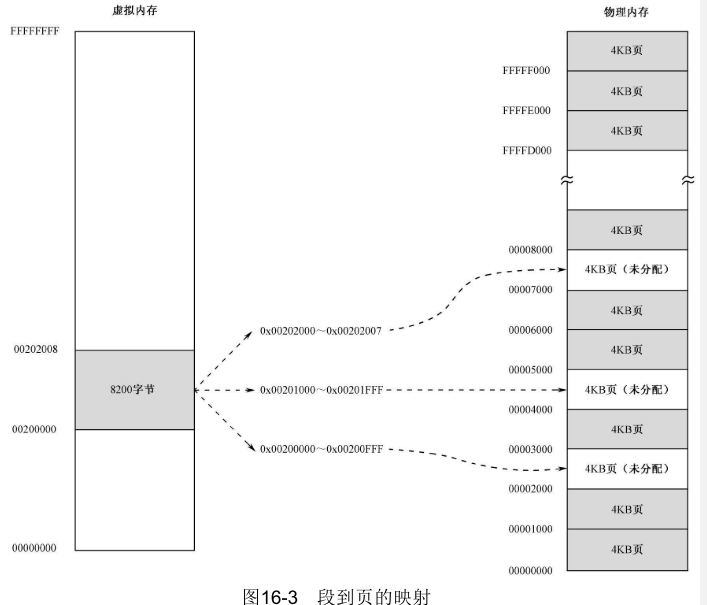 虚拟内存
物理内存
FFFFFFFF
4KB页
FFFFF000
4KB页
FFFFE000
4KB页
FFFFD000
4KB页
00008000
4KB页（未分配）
00007000
4KB页
00006000
0x00202000～0x00202007
4KB页
00202008
00005000
8200字节
0x00201000～0x00201FFF
4KB页（未分配）
00004000
00200000
4KB页
0x00200000～0x00200FFF
00003000
4KB页（未分配）
00002000
4KB页
00001000
00000000
4KB页
00000000
图16-3 段到页的映射